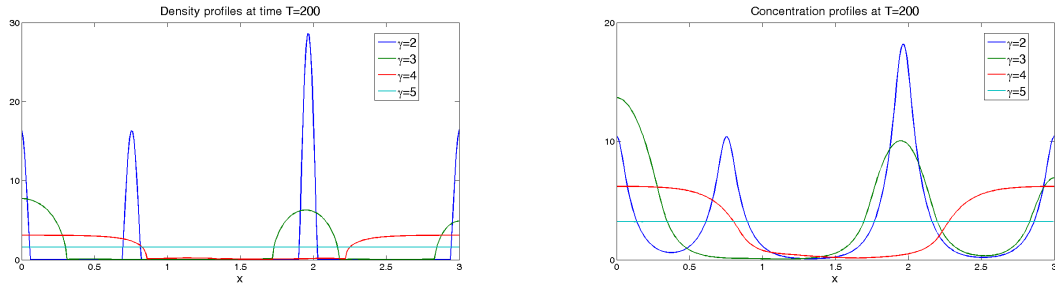 Density profiles at time T=200
30
20
10
0
0 0.5 1 1.5 2 2.5 3
x
γ=2
γ=3
γ=4
γ=5
Concentration profiles at T=200
20
10
0
0 0.5 1 1.5 2 2.5 3
x
γ=2
γ=3
γ=4
γ=5